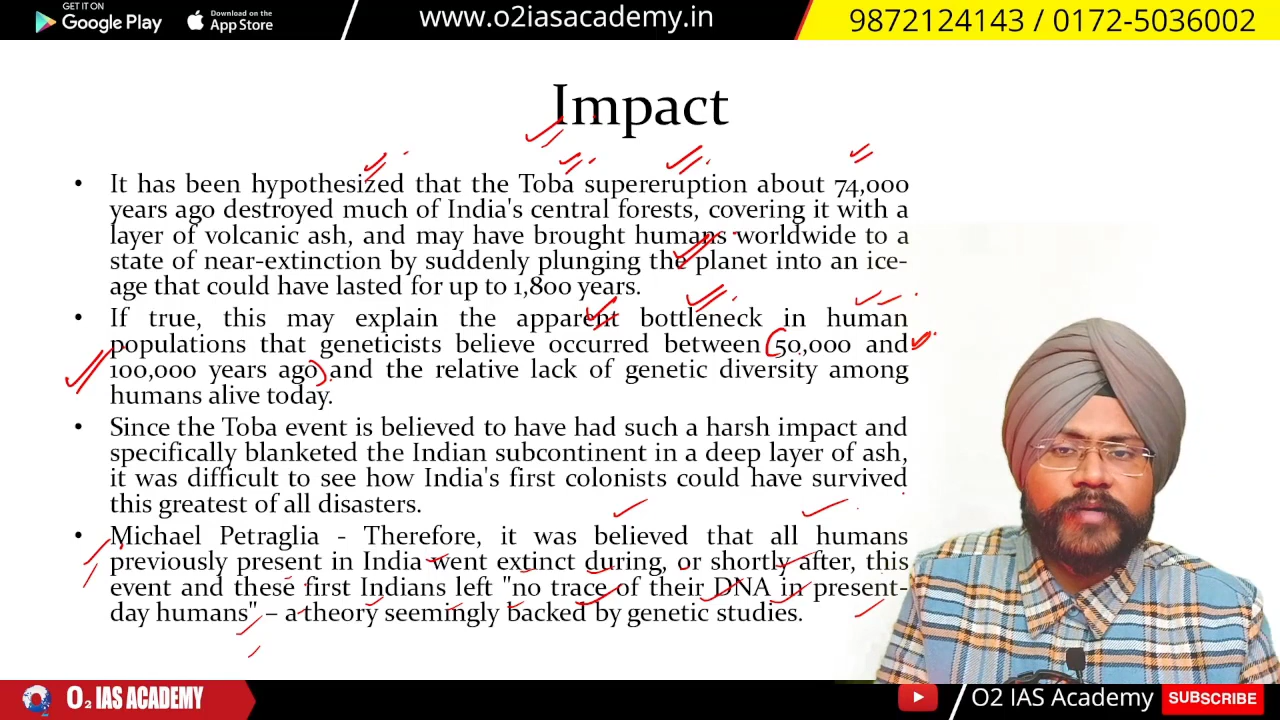 GET IT ON
Google Play
Download on the
App Store
www.o2iasacademy.in
9872124143 / 0172-5036002
Impact
• It has been hypothesized that the Toba supereruption about 74,000
years ago destroyed much of India's central forests, covering it with a
layer of volcanic ash, and may have brought humans worldwide to a
state of near-extinction by suddenly plunging the planet into an ice-
age that could have lasted for up to 1,800 years.
• If true, this may explain the apparent bottleneck in human
populations that geneticists believe occurred between 50,000 and
100,000 years ago and the relative lack of genetic diversity among
humans alive today.
• Since the Toba event is believed to have had such a harsh impact and
specifically blanketed the Indian subcontinent in a deep layer of ash,
it was difficult to see how India's first colonists could have survived
this greatest of all disasters.
• Michael Petraglia - Therefore, it was believed that all humans
previously present in India went extinct during, or shortly after, this
event and these first Indians left "no trace of their DNA in present-
day humans" – a theory seemingly backed by genetic studies.
O2 IAS ACADEMY
O2 IAS Academy
SUBSCRIBE